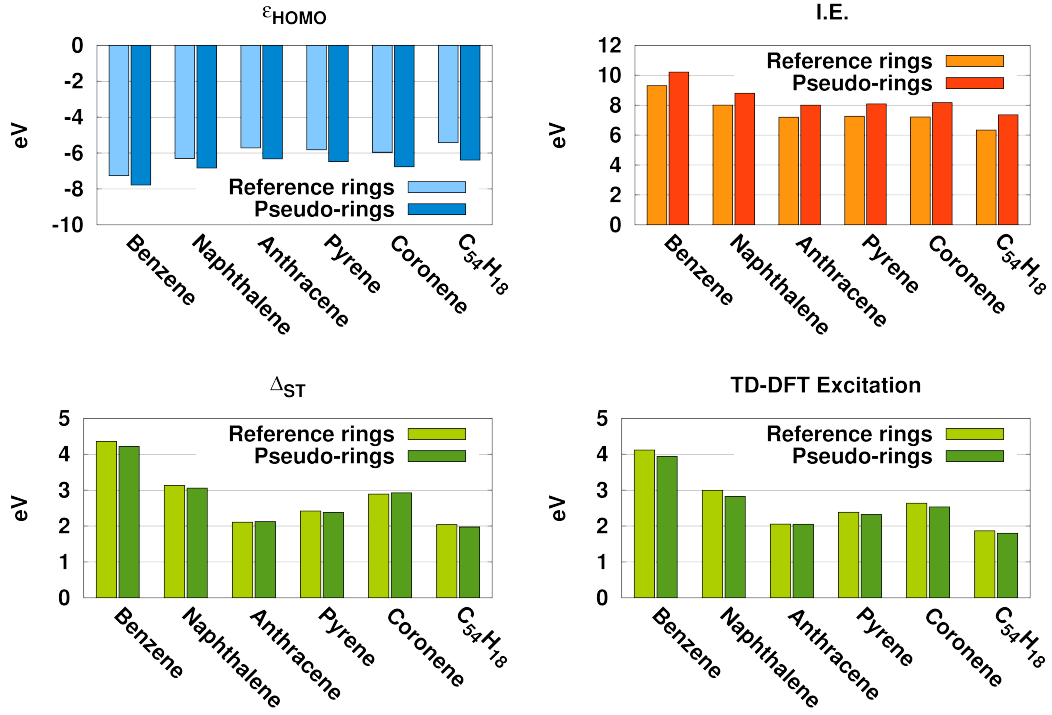 ε_HOMO
0
-2
-4
-6
-8
-10
eV
Reference rings
Pseudo-rings
Benzene
Naphthalene
Anthracene
Pyrene
Coronene
C₅₄H₁₈
I.E.
12
10
8
6
4
2
0
eV
Reference rings
Pseudo-rings
Benzene
Naphthalene
Anthracene
Pyrene
Coronene
C₅₄H₁₈
Δ_ST
5
4
3
2
1
0
eV
Reference rings
Pseudo-rings
Benzene
Naphthalene
Anthracene
Pyrene
Coronene
C₅₄H₁₈
TD-DFT Excitation
5
4
3
2
1
0
eV
Reference rings
Pseudo-rings
Benzene
Naphthalene
Anthracene
Pyrene
Coronene
C₅₄H₁₈